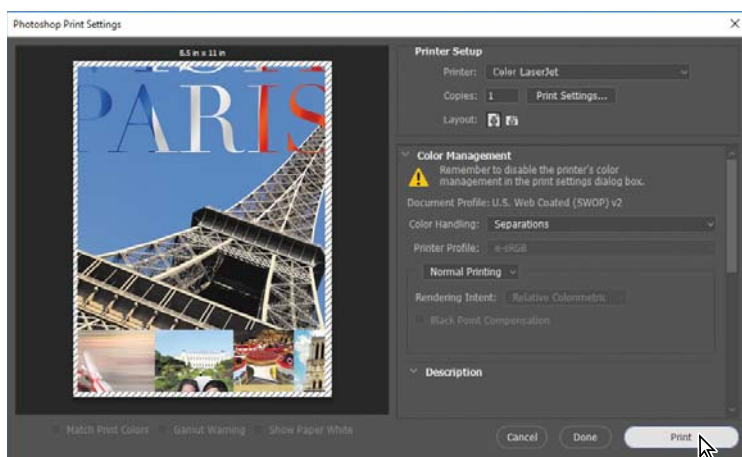 Photoshop Print Settings
8.5 in x 11 in
PARIS
Printer Setup
Printer: Color LaserJet
Copies: 1 Print Settings...
Layout:
Color Management
Remember to disable the printer's color
management in the print settings dialog box.
Document Profile: U.S. Web Coated (SWOP) v2
Color Handling: Separations
Printer Profile: e-sRGB
Normal Printing
Rendering Intent: Relative Colorimetric
Black Point Compensation
Description
Match Print Colors Gamut Warning Show Paper White
Cancel Done Print